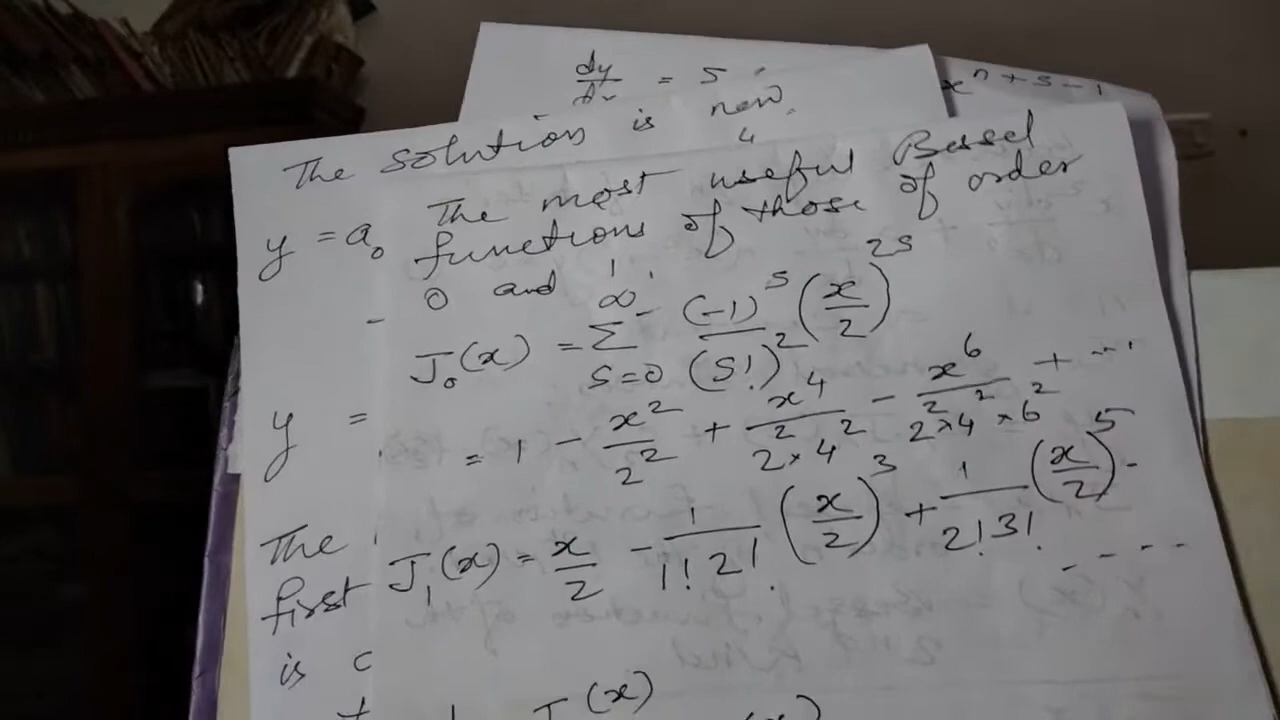 dy/dx = 5
x^n+s-1
The solution is now
y = a₀
The most useful Bessel
functions of those of order
0 and 1.
J₀(x) = Σ_{s=0}^{∞} (-1)^s/(s!)² (x/2)^{2s}
y =
= 1 - x²/2² + x⁴/2²×4² - x⁶/2²×4²×6² + ...
The
first
J₁(x) = x/2 - 1/1!2! (x/2)³ + 1/2!3! (x/2)⁵ - - - -
is c
J (x)
(x)